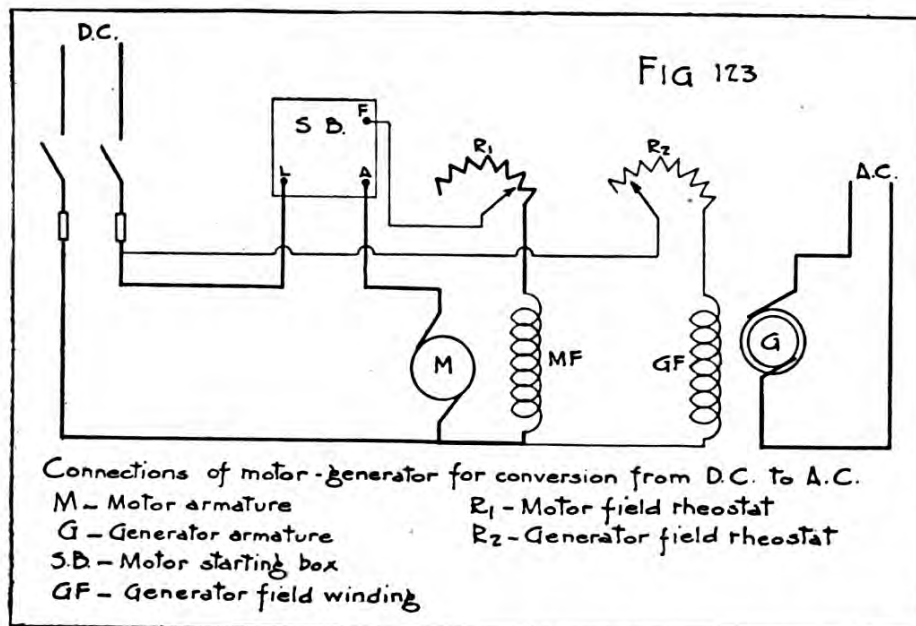 D.C.
FIG 123
S B.
F
L
A
R1
R2
A.C.
M
MF
GF
G
Connections of motor-generator for conversion from D.C. to A.C.
M - Motor armature
G - Generator armature
S.B. - Motor starting box
GF - Generator field winding
R1 - Motor field rheostat
R2 - Generator field rheostat